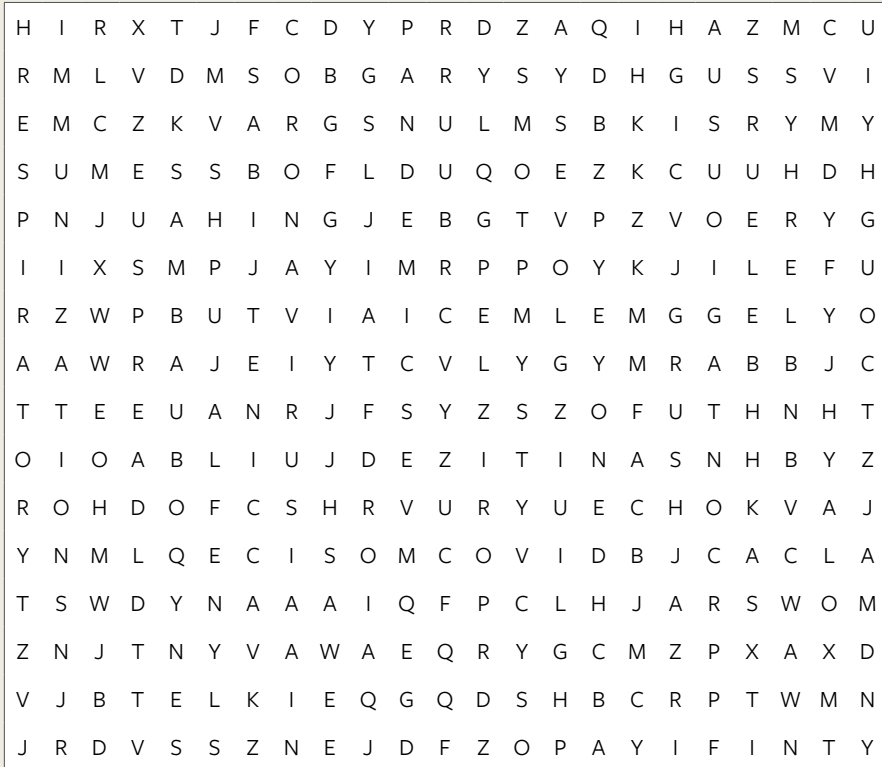 H I R X T J F C D Y P R D Z A Q I H A Z M C U
R M L V D M S O B G A R Y S Y D H G U S S V I
E M C Z K V A R G S N U L M S B K I S R Y M Y
S U M E S S B O F L D U Q O E Z K C U U H D H
P N J U A H I N G J E B G T V P Z V O E R Y G
I I X S M P J A Y I M R P P O Y K J I L E F U
R Z W P B U T V I A I C E M L E M G G E L Y O
A A W R A J E I Y T C V L Y G Y M R A B B J C
T T E E U A N R J F S Y Z S Z O F U T H N H T
O I O A B L I U J D E Z I T I N A S N H B Y Z
R O H D O F C S H R V U R Y U E C H O K V A J
Y N M L Q E C I S O M C O V I D B J C A C L A
T S W D Y N A A A I Q F P C L H J A R S W O M
Z N J T N Y V A W A E Q R Y G C M Z P X A X D
V J B T E L K I E Q G Q D S H B C R P T W M N
J R D V S S Z N E J D F Z O P A Y I F I N T Y